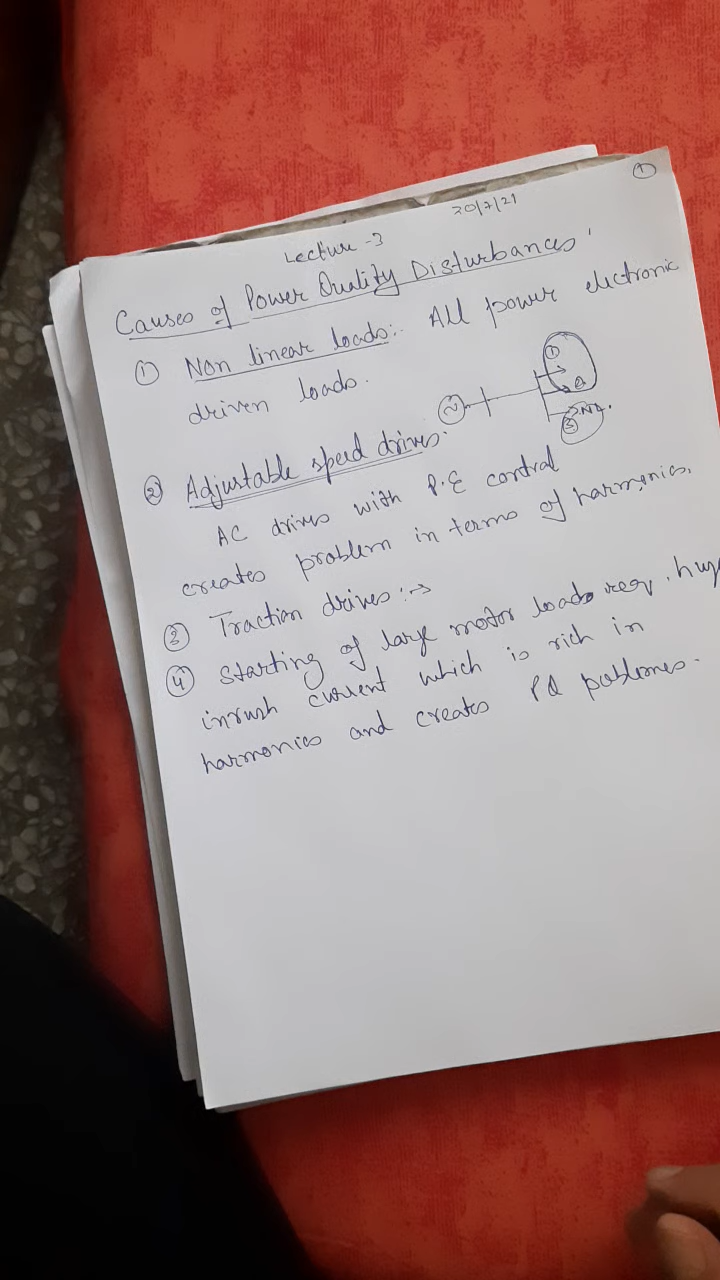 ①
20/7/21
Lecture -3
Causes of Power Quality Disturbances
① Non linear loads:. All power electronic
driven loads.
② Adjustable speed drives.
AC drives with P.E control
creates problem in terms of harmonics.
③ Traction drives :→
④ Starting of large motor loads req. hug
inrush current which is rich in
harmonics and creates PQ poblems.